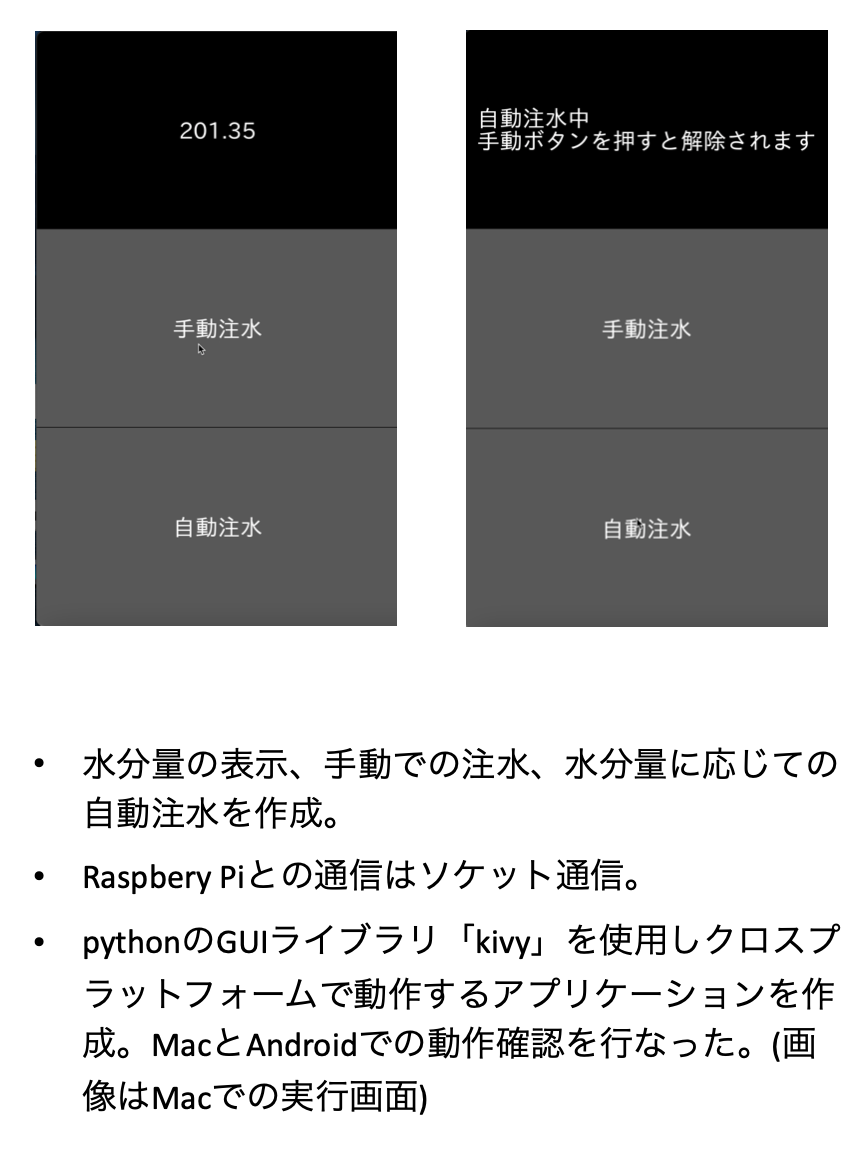 201.35
手動注水
自動注水
自動注水中
手動ボタンを押すと解除されます
手動注水
自動注水
• 水分量の表示、手動での注水、水分量に応じての
自動注水を作成。
• Raspbery Piとの通信はソケット通信。
• pythonのGUIライブラリ「kivy」を使用しクロスプ
ラットフォームで動作するアプリケーションを作
成。MacとAndroidでの動作確認を行なった。(画
像はMacでの実行画面)